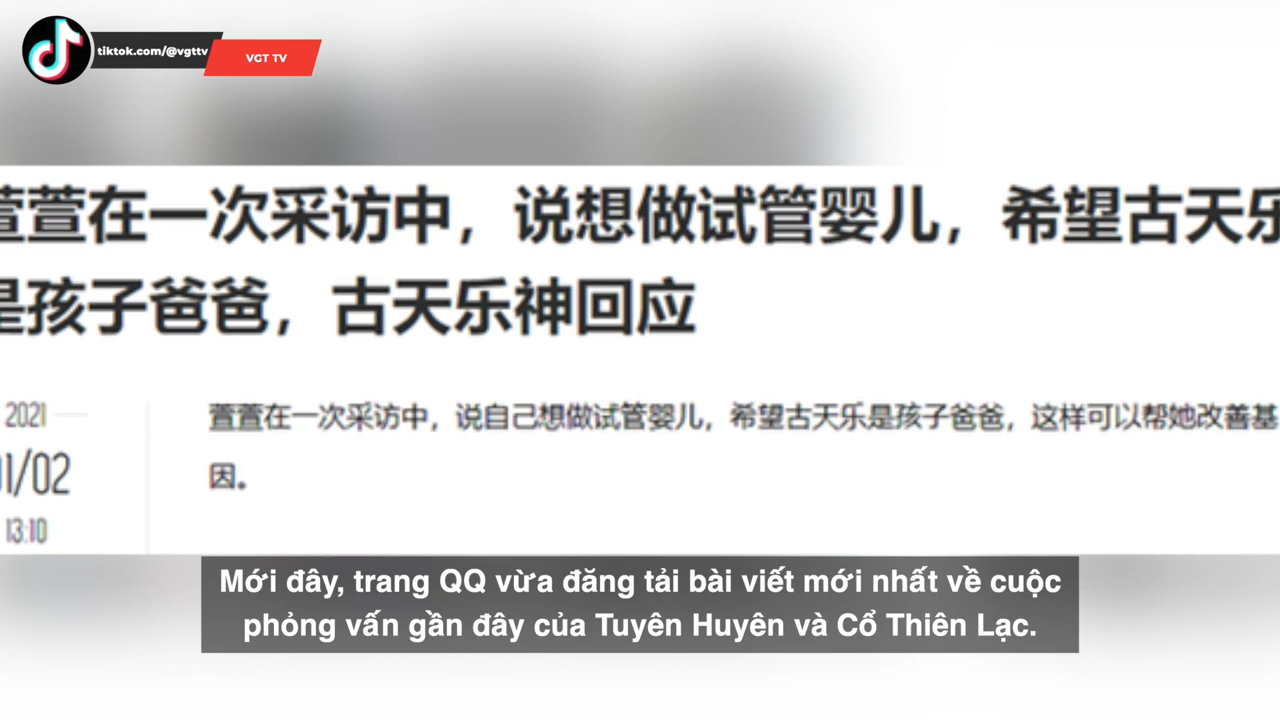 tiktok.com/@vgttv
VGT TV
萱萱在一次采访中，说想做试管婴儿，希望古天乐
是孩子爸爸，古天乐神回应
2021
01/02
13:10
萱萱在一次采访中，说自己想做试管婴儿，希望古天乐是孩子爸爸，这样可以帮她改善基
因。
Mới đây, trang QQ vừa đăng tải bài viết mới nhất về cuộc
phỏng vấn gần đây của Tuyên Huyên và Cổ Thiên Lạc.